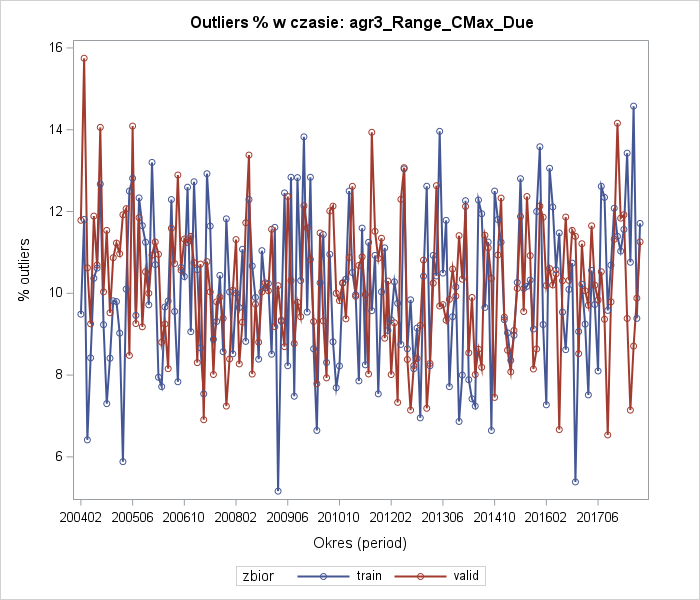 Outliers % w czasie: agr3_Range_CMax_Due
16
14
12
10
8
6
% outliers
200402 200506 200610 200802 200906 201010 201202 201306 201410 201602 201706
Okres (period)
zbior train valid